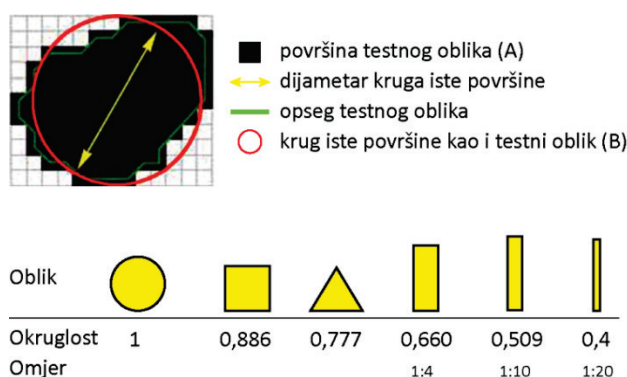 površina testnog oblika (A)
dijametar kruga iste površine
opseg testnog oblika
krug iste površine kao i testni oblik (B)
Oblik
Okruglost 1 0,886 0,777 0,660 0,509 0,4
Omjer 1:4 1:10 1:20